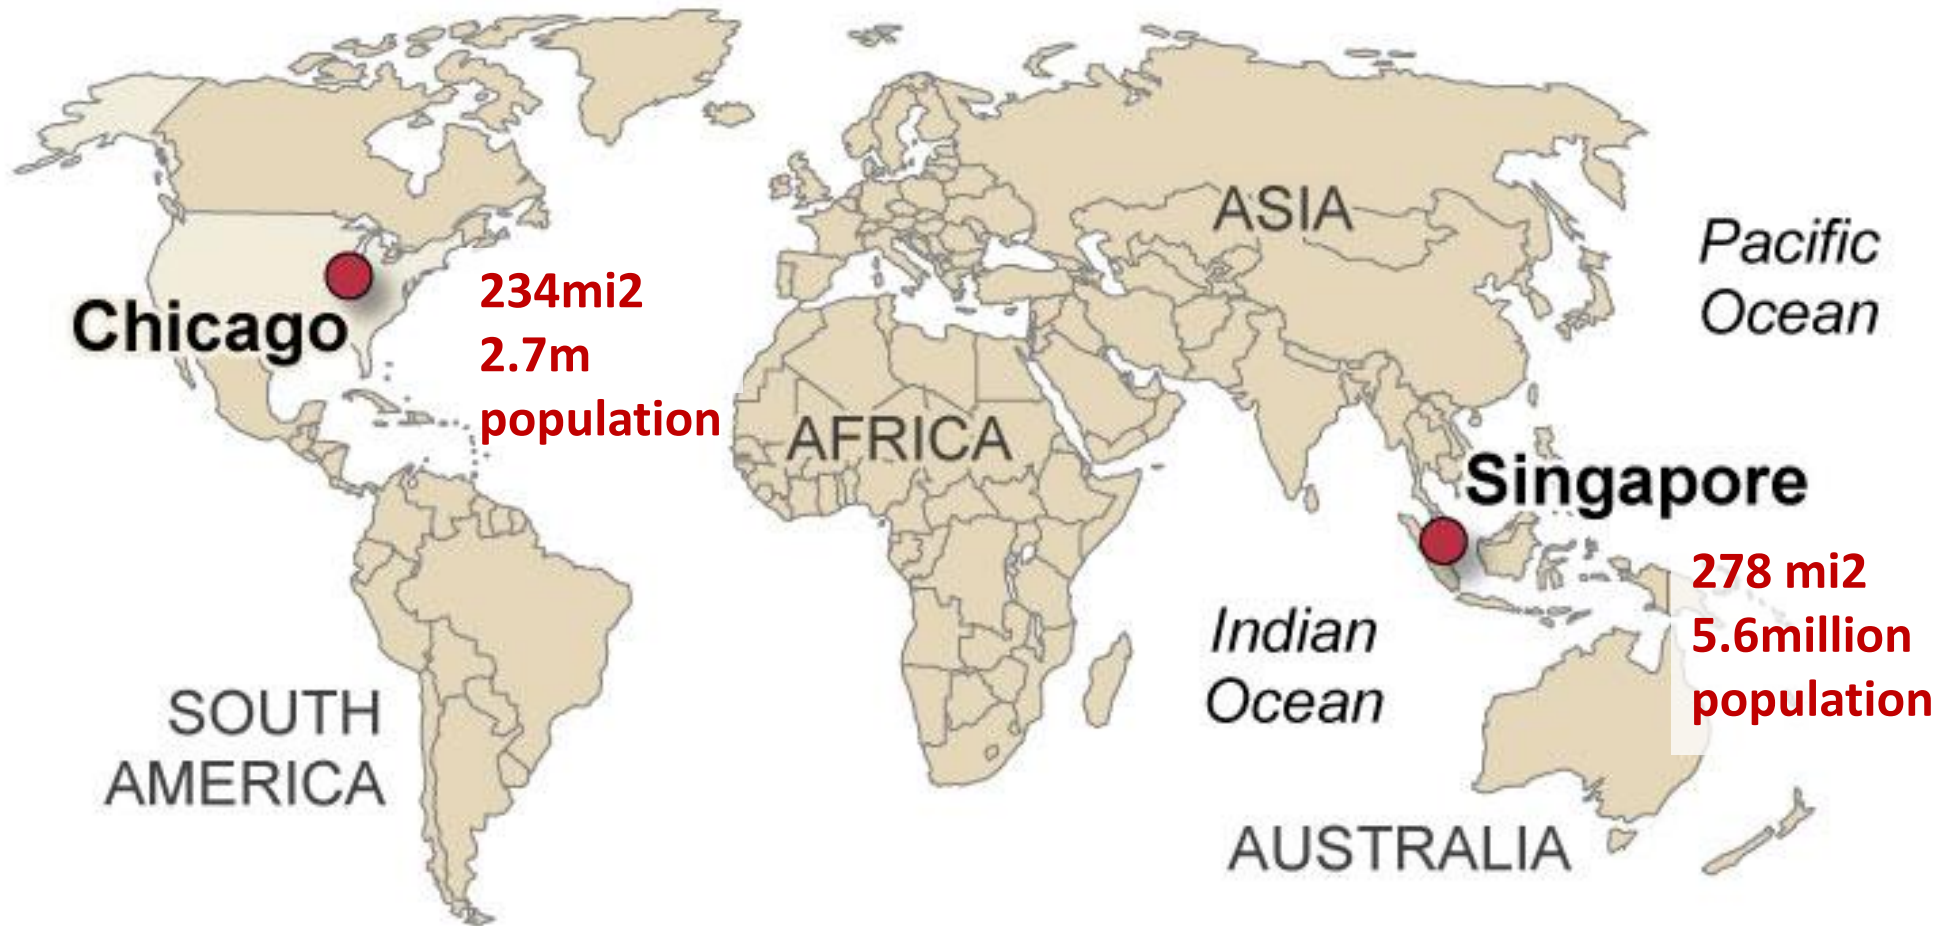 ASIA
Pacific
Ocean
234mi2
2.7m
population
Chicago
AFRICA
Singapore
278 mi2
5.6million
population
Indian
Ocean
SOUTH
AMERICA
AUSTRALIA